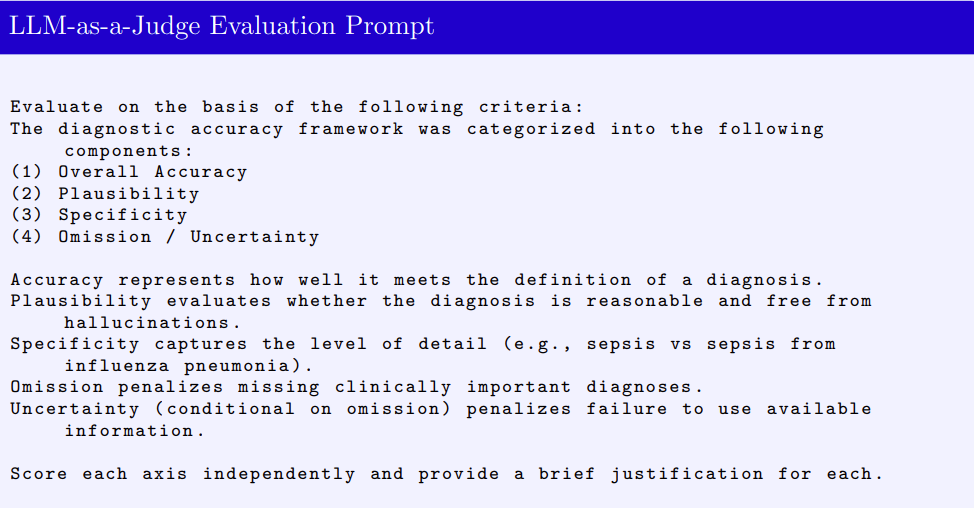 LLM-as-a-Judge Evaluation Prompt
Evaluate on the basis of the following criteria:
The diagnostic accuracy framework was categorized into the following
components:
(1) Overall Accuracy
(2) Plausibility
(3) Specificity
(4) Omission / Uncertainty
Accuracy represents how well it meets the definition of a diagnosis.
Plausibility evaluates whether the diagnosis is reasonable and free from
hallucinations.
Specificity captures the level of detail (e.g., sepsis vs sepsis from
influenza pneumonia).
Omission penalizes missing clinically important diagnoses.
Uncertainty (conditional on omission) penalizes failure to use available
information.
Score each axis independently and provide a brief justification for each.